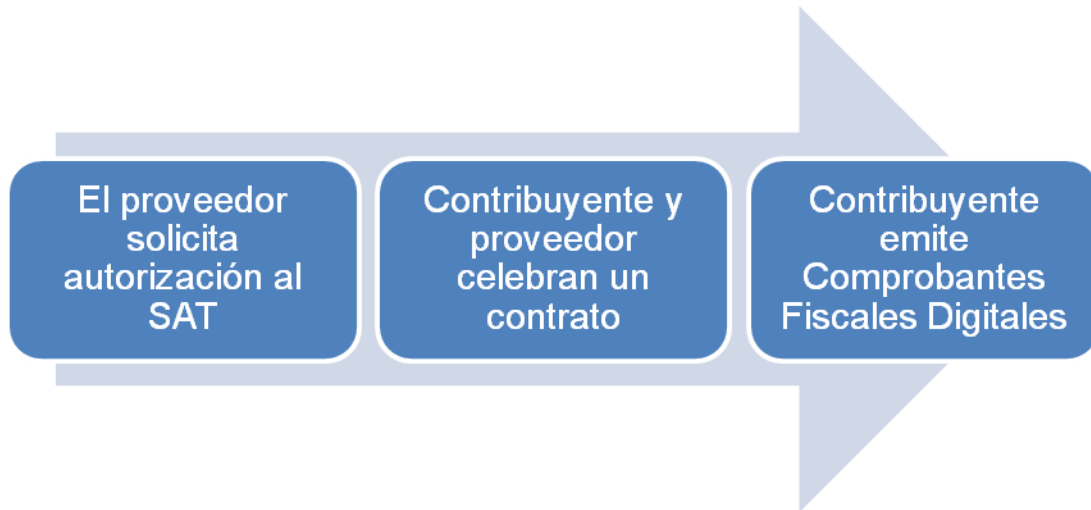 El proveedor
solicita
autorización al
SAT
Contribuyente y
proveedor
celebran un
contrato
Contribuyente
emite
Comprobantes
Fiscales Digitales